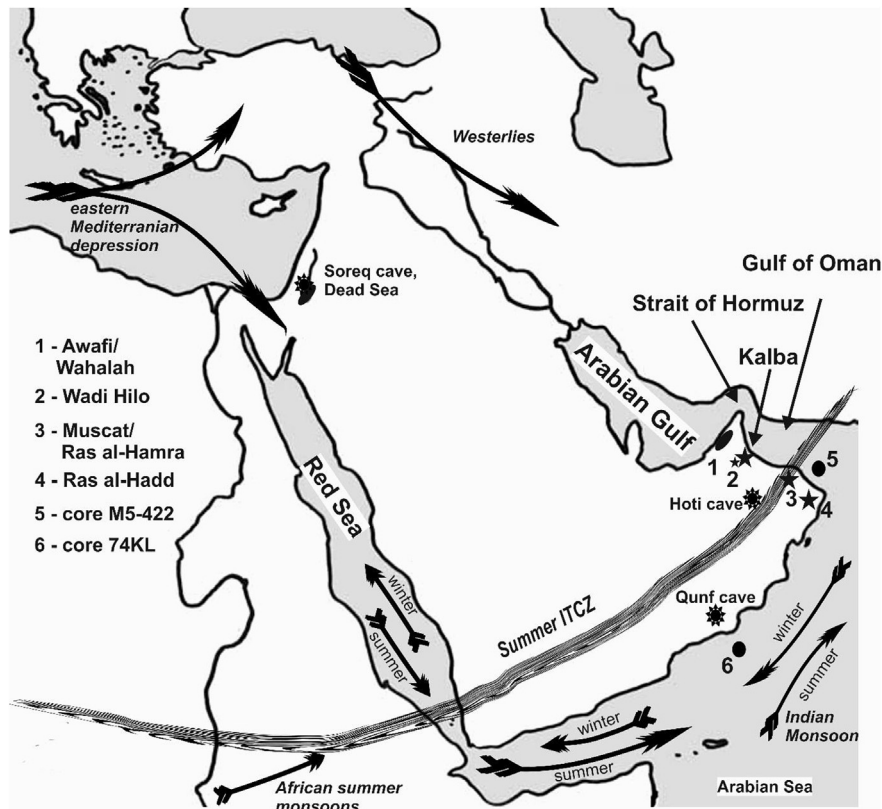 Westerlies
eastern
Mediterranean
depression
Soreq cave,
Dead Sea
Gulf of Oman
Strait of Hormuz
Kalba
Arabian Gulf
1 - Awafi/
Wahalah
2 - Wadi Hilo
3 - Muscat/
Ras al-Hamra
4 - Ras al-Hadd
5 - core M5-422
6 - core 74KL
1
2
3
4
5
Hoti cave
Red Sea
winter
summer
Summer ITCZ
Qunf cave
6
winter
summer
Indian
Monsoon
winter
summer
African summer
monsoons
Arabian Sea